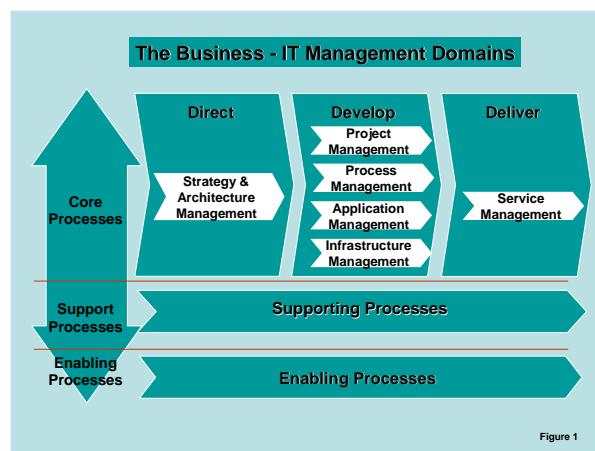 The Business - IT Management Domains
Direct
Develop
Deliver
Project
Management
Process
Management
Strategy &
Architecture
Management
Application
Management
Infrastructure
Management
Service
Management
Core
Processes
Support
Processes
Supporting Processes
Enabling
Processes
Enabling Processes
Figure 1